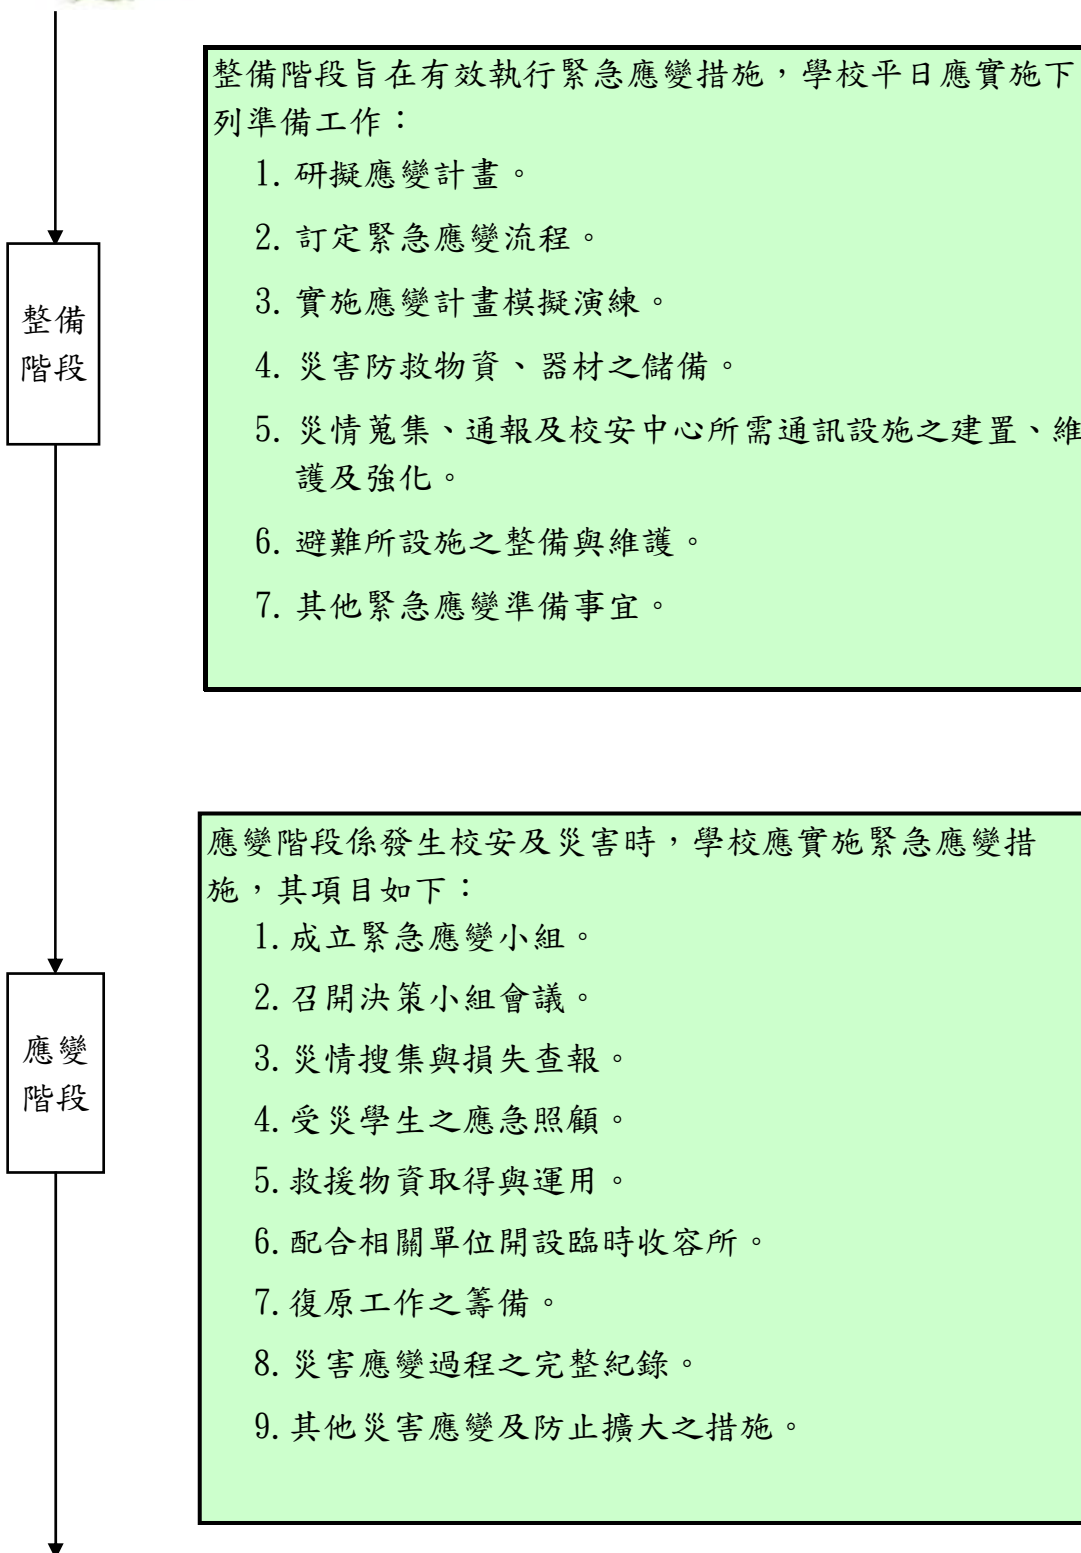 整備階段旨在有效執行緊急應變措施，學校平日應實施下
列準備工作：
1. 研擬應變計畫。
2. 訂定緊急應變流程。
3. 實施應變計畫模擬演練。
4. 災害防救物資、器材之儲備。
5. 災情蒐集、通報及校安中心所需通訊設施之建置、維
護及強化。
6. 避難所設施之整備與維護。
7. 其他緊急應變準備事宜。
整備
階段
應變階段係發生校安及災害時，學校應實施緊急應變措
施，其項目如下：
1. 成立緊急應變小組。
2. 召開決策小組會議。
3. 災情搜集與損失查報。
4. 受災學生之應急照顧。
5. 救援物資取得與運用。
6. 配合相關單位開設臨時收容所。
7. 復原工作之籌備。
8. 災害應變過程之完整紀錄。
9. 其他災害應變及防止擴大之措施。
應變
階段